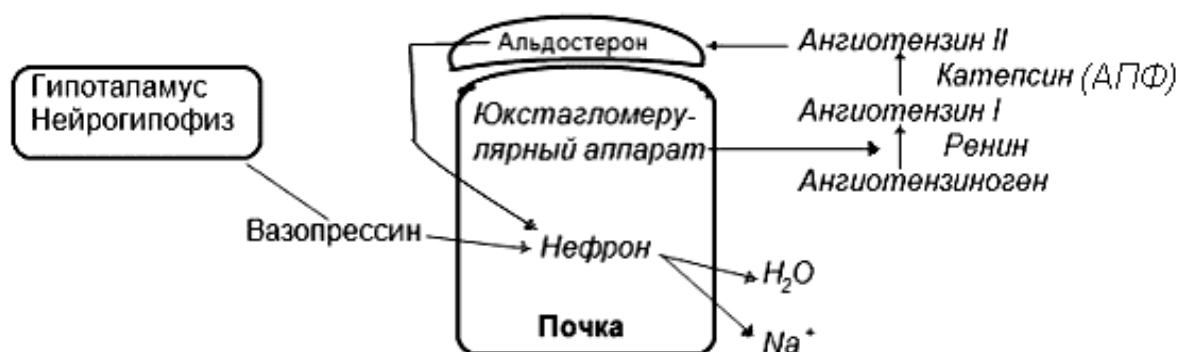 Альдостерон
Ангиотензин II
Катепсин (АПФ)
Гипоталамус
Нейрогипофиз
Юкстагломеру-
лярный аппарат
Ангиотензин I
Ренин
Ангиотензиноген
Вазопрессин
Нефрон
H₂O
Почка
Na⁺